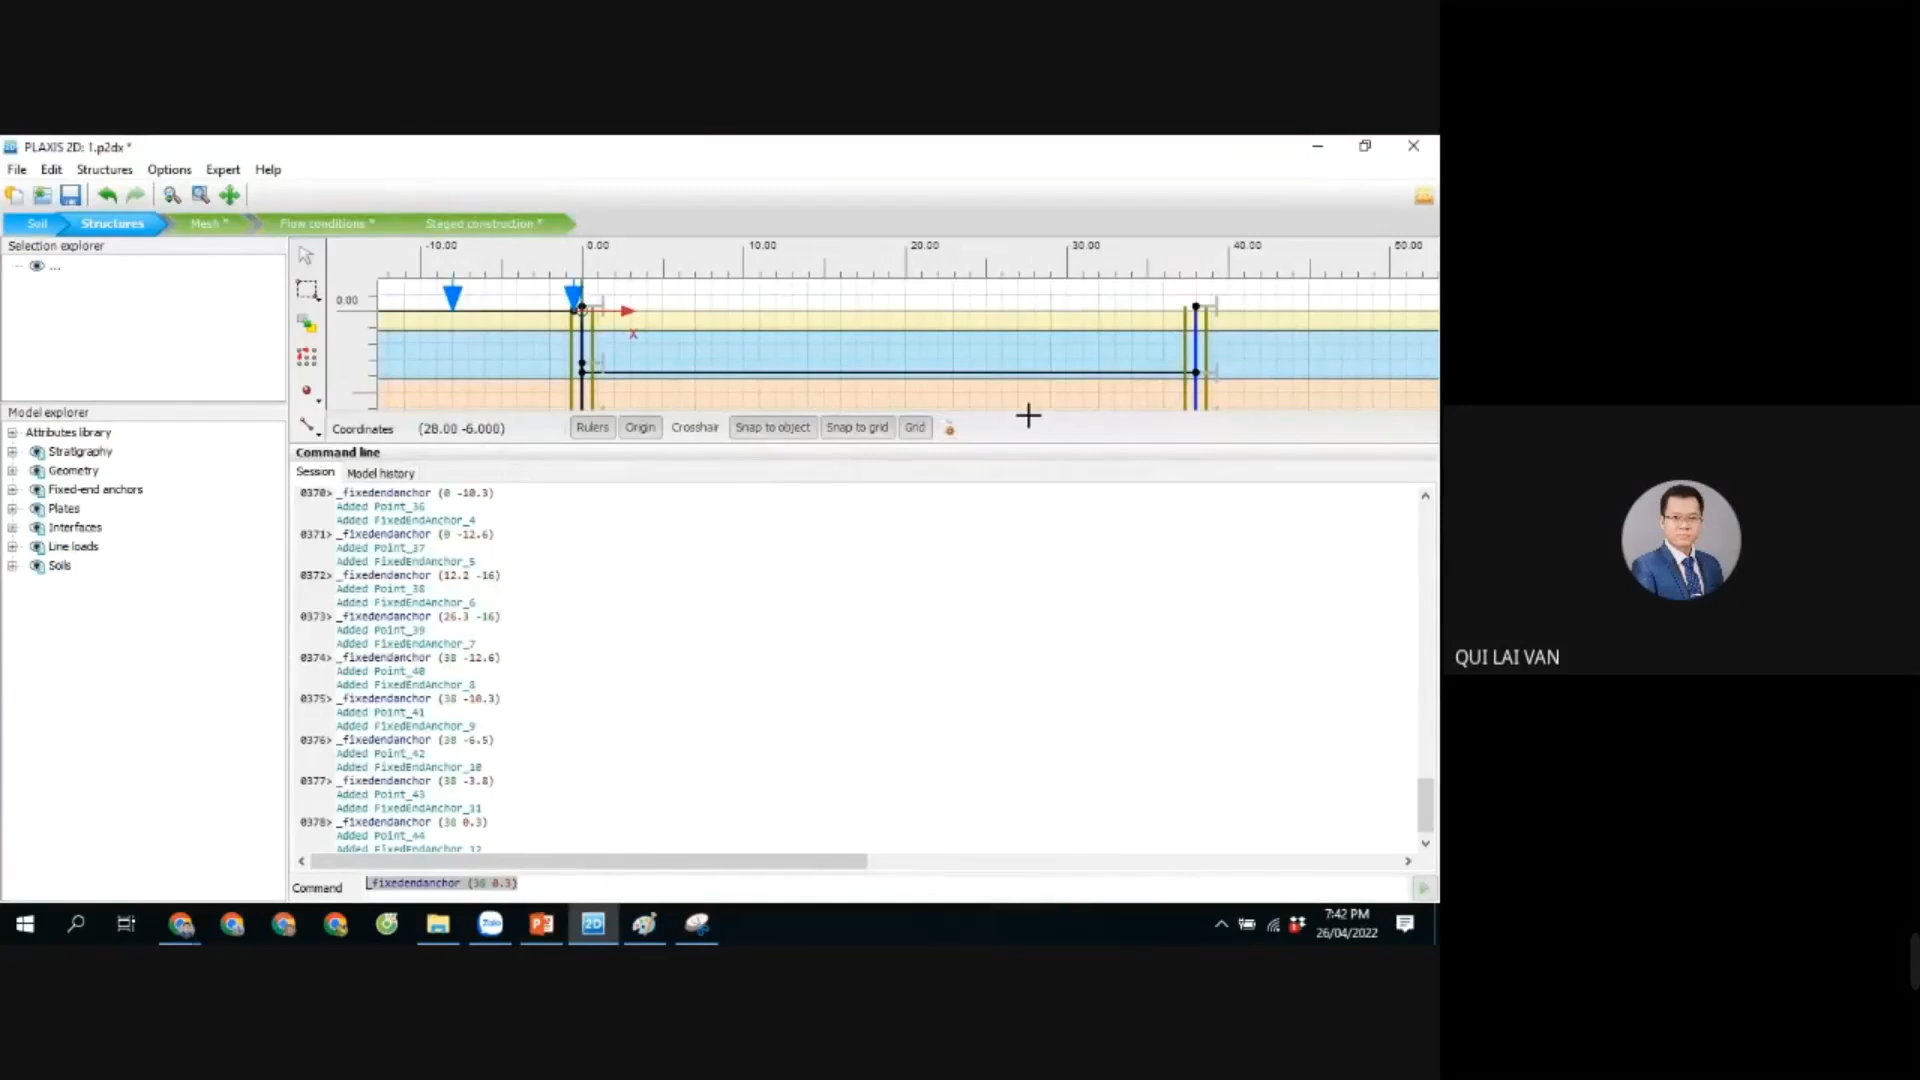 PLAXIS 2D: 1.p2dx *
File Edit Structures Options Expert Help
Soil Structures Mesh * Flow conditions * Staged construction *
Selection explorer
...
-10.00 0.00 10.00 20.00 30.00 40.00 50.00
0.00
x
Model explorer
Attributes library
Stratigraphy
Geometry
Fixed-end anchors
Plates
Interfaces
Line loads
Soils
Coordinates (28.00 -6.000) Rulers Origin Crosshair Snap to object Snap to grid Grid
Command line
Session Model history
0370> _fixedendanchor (0 -10.3)
Added Point_36
Added FixedEndAnchor_4
0371> _fixedendanchor (0 -12.6)
Added Point_37
Added FixedEndAnchor_5
0372> _fixedendanchor (12.2 -16)
Added Point_38
Added FixedEndAnchor_6
0373> _fixedendanchor (26.3 -16)
Added Point_39
Added FixedEndAnchor_7
0374> _fixedendanchor (38 -12.6)
Added Point_40
Added FixedEndAnchor_8
0375> _fixedendanchor (38 -10.3)
Added Point_41
Added FixedEndAnchor_9
0376> _fixedendanchor (38 -6.5)
Added Point_42
Added FixedEndAnchor_10
0377> _fixedendanchor (38 -3.8)
Added Point_43
Added FixedEndAnchor_11
0378> _fixedendanchor (38 0.3)
Added Point_44
Added FixedEndAnchor_12
Command _fixedendanchor (38 0.3)
Zalo
2D
7:42 PM
26/04/2022
QUI LAI VAN